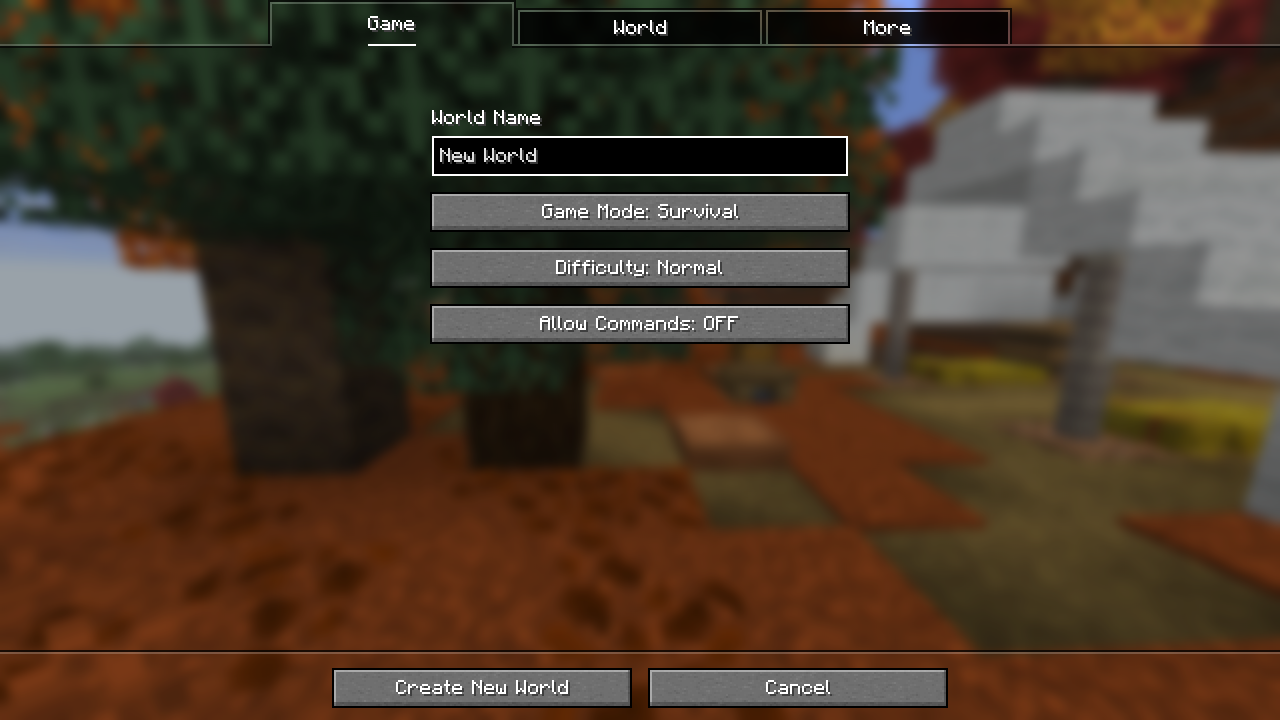 Game
World
More
World Name
New World
Game Mode: Survival
Difficulty: Normal
Allow Commands: OFF
Create New World
Cancel